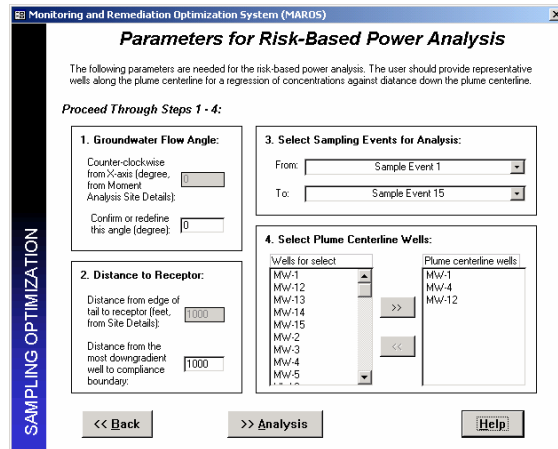 Monitoring and Remediation Optimization System (MAROS)
Parameters for Risk-Based Power Analysis
The following parameters are needed for the risk-based power analysis. The user should provide representative
wells along the plume centerline for a regression of concentrations against distance down the plume centerline.
Proceed Through Steps 1 - 4:
1. Groundwater Flow Angle:
Counter-clockwise
from X-axis (degree,
from Moment
Analysis Site Details):
0
Confirm or redefine
this angle (degree):
0
2. Distance to Receptor:
Distance from edge of
tail to receptor (feet,
from Site Details):
1000
Distance from the
most downgradient
well to compliance
boundary:
1000
3. Select Sampling Events for Analysis:
From: Sample Event 1
To: Sample Event 15
4. Select Plume Centerline Wells:
Wells for select
MW-1
MW-12
MW-13
MW-14
MW-15
MW-2
MW-3
MW-4
MW-5
>>
<<
Plume centerline wells
MW-1
MW-4
MW-12
<< Back
>> Analysis
Help
SAMPLING OPTIMIZATION